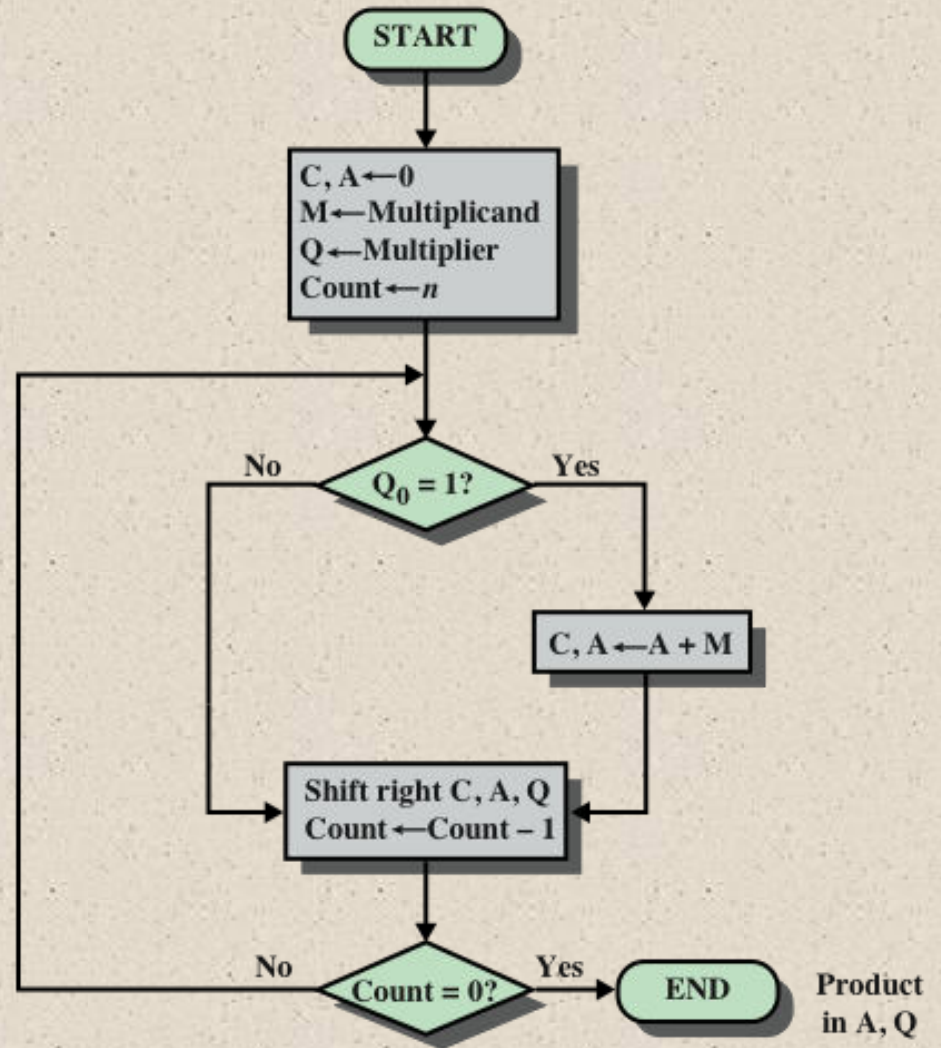 START
C, A←0
M←Multiplicand
Q←Multiplier
Count←n
No
Yes
Q₀ = 1?
C, A←A + M
Shift right C, A, Q
Count←Count – 1
No
Yes
Count = 0?
END
Product
in A, Q